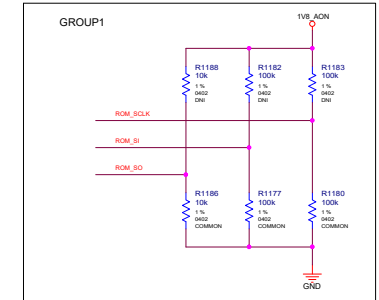 GROUP1
1V8_AON
R1188
10k
1 %
0402
DNI
R1182
100k
1 %
0402
DNI
R1183
100k
1 %
0402
DNI
ROM_SCLK
ROM_SI
ROM_SO
R1186
10k
1 %
0402
COMMON
R1177
100k
1 %
0402
COMMON
R1180
100k
1 %
0402
COMMON
GND